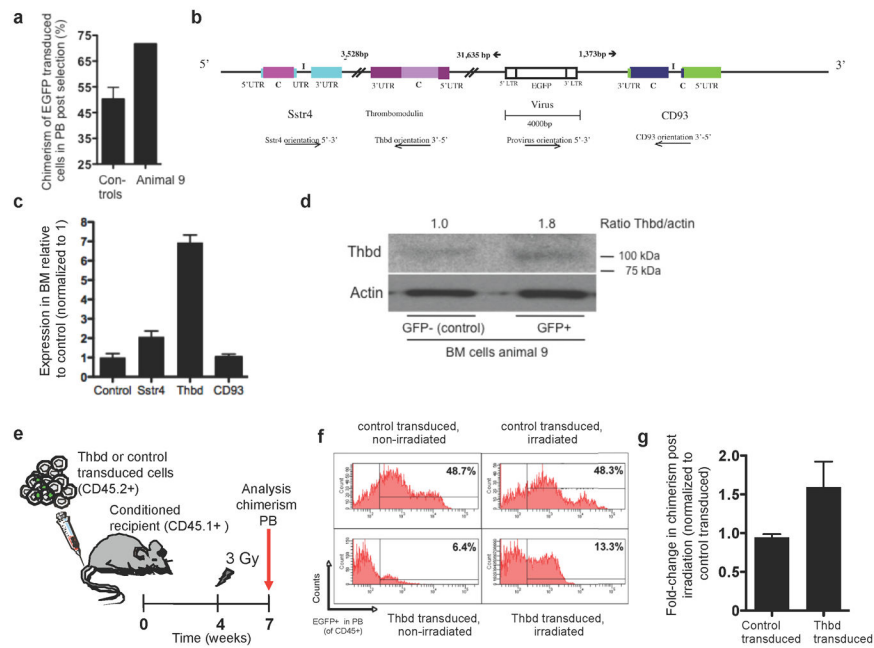 a
Chimerism of EGFP transduced
cells in PB post selection (%)
75
65
55
45
35
25
Con-
trols
Animal 9
b
5'
3,528bp
31,635 bp
1,373bp
3'
I
2
I
5'UTR
C
UTR
3'UTR
3'UTR
C
5'UTR
5' LTR
EGFP
3' LTR
3'UTR
C
C
5'UTR
Sstr4
Thrombomodulin
Virus
CD93
4000bp
Sstr4 orientation 5'-3'
Thbd orientation 3'-5'
Provirus orientation 5'-3'
CD93 orientation 3'-5'
c
Expression in BM relative
to control (normalized to 1)
8
7
6
5
4
3
2
1
0
Control
Sstr4
Thbd
CD93
d
1.0
1.8
Ratio Thbd/actin
Thbd
100 kDa
75 kDa
Actin
GFP- (control)
GFP+
BM cells animal 9
e
Thbd or control
transduced cells
(CD45.2+)
Conditioned
recipient (CD45.1+ )
Analysis
chimerism
PB
3 Gy
0
4
7
Time (weeks)
f
control transduced,
non-irradiated
control transduced,
irradiated
48.7%
48.3%
6.4%
13.3%
Count
Count
Count
Count
Counts
EGFP+ in PB
(of CD45+)
Thbd transduced,
non-irradiated
Thbd transduced,
irradiated
g
Fold-change in chimerism post
irradiation (normalized to
control transduced)
2.0
1.5
1.0
0.5
0
Control
transduced
Thbd
transduced